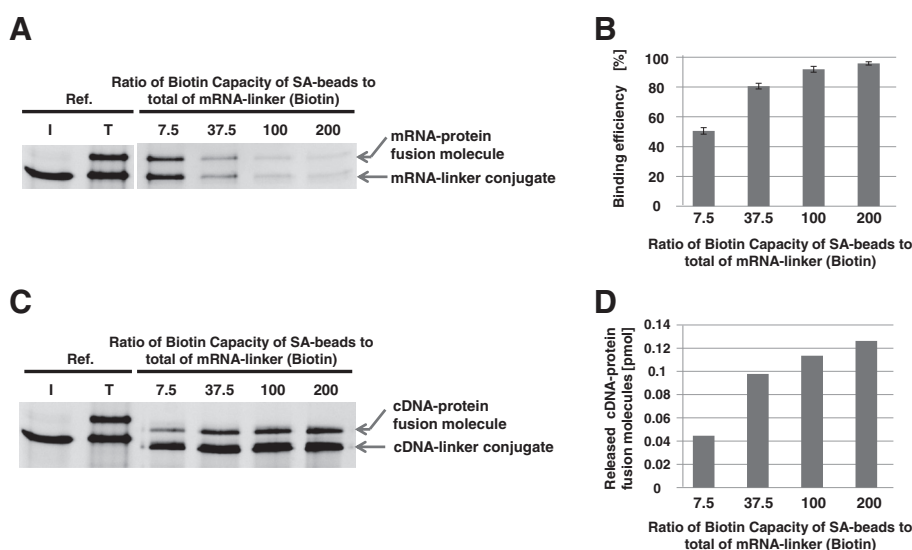 A
Ratio of Biotin Capacity of SA-beads to
total of mRNA-linker (Biotin)
Ref.
I T 7.5 37.5 100 200
mRNA-protein
fusion molecule
mRNA-linker conjugate
B
Binding efficiency [%]
100
80
60
40
20
0
7.5 37.5 100 200
Ratio of Biotin Capacity of SA-beads to
total of mRNA-linker (Biotin)
C
Ratio of Biotin Capacity of SA-beads to
total of mRNA-linker (Biotin)
Ref.
I T 7.5 37.5 100 200
cDNA-protein
fusion molecule
cDNA-linker conjugate
D
Released cDNA-protein
fusion molecules [pmol]
0.14
0.12
0.1
0.08
0.06
0.04
0.02
0
7.5 37.5 100 200
Ratio of Biotin Capacity of SA-beads to
total of mRNA-linker (Biotin)